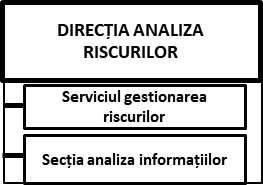 DIRECȚIA ANALIZA
RISCURILOR
Serviciul gestionarea
riscurilor
Secția analiza informațiilor